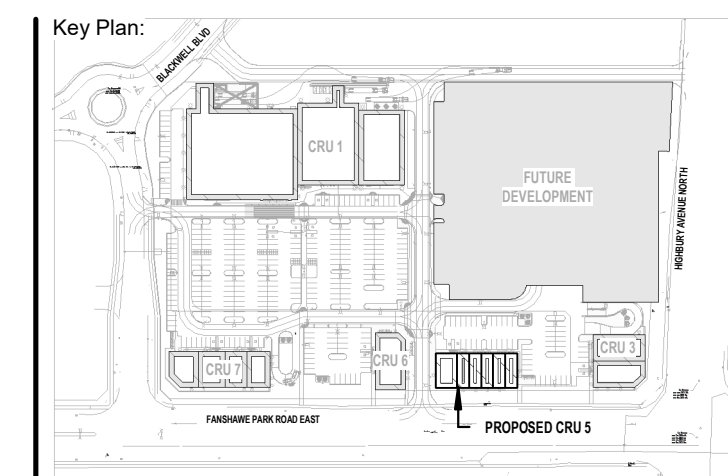 Key Plan:
BLACKWELL BLVD
CRU 1
FUTURE
DEVELOPMENT
HIGHBURY AVENUE NORTH
CRU 3
CRU 6
CRU 7
FANSHAWE PARK ROAD EAST
PROPOSED CRU 5